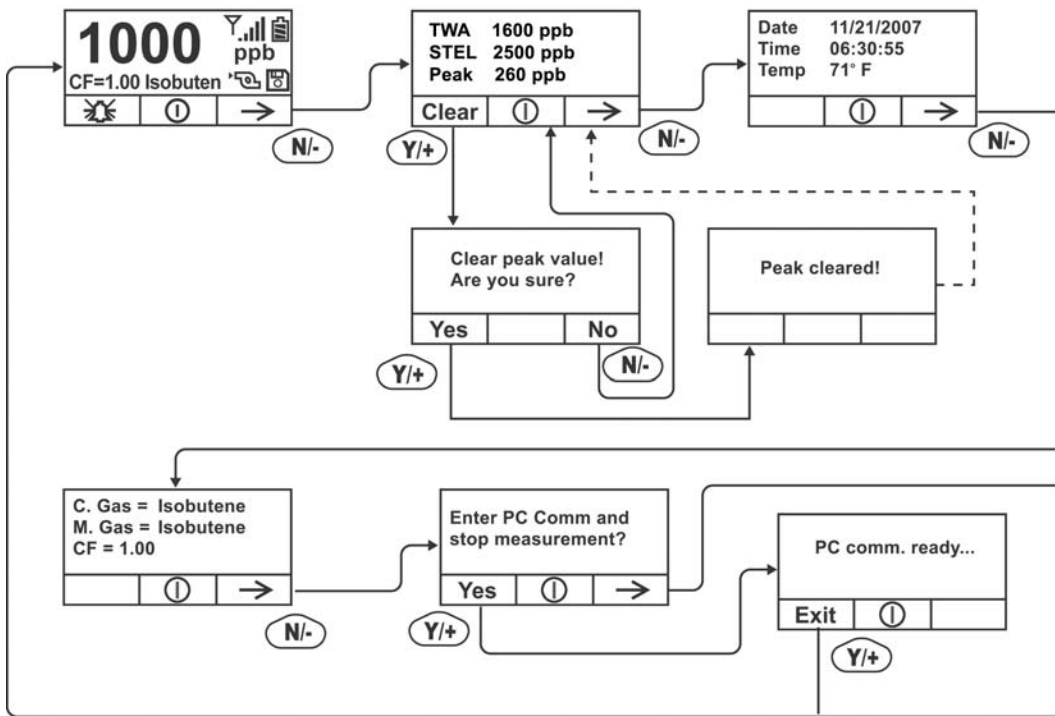 1000
ppb
CF=1.00 Isobuten
N/-
TWA 1600 ppb
STEL 2500 ppb
Peak 260 ppb
Clear
Y/+
N/-
Date 11/21/2007
Time 06:30:55
Temp 71° F
N/-
Clear peak value!
Are you sure?
Yes No
Y/+
N/-
Peak cleared!
C. Gas = Isobutene
M. Gas = Isobutene
CF = 1.00
N/-
Enter PC Comm and
stop measurement?
Yes
Y/+
PC comm. ready...
Exit
Y/+